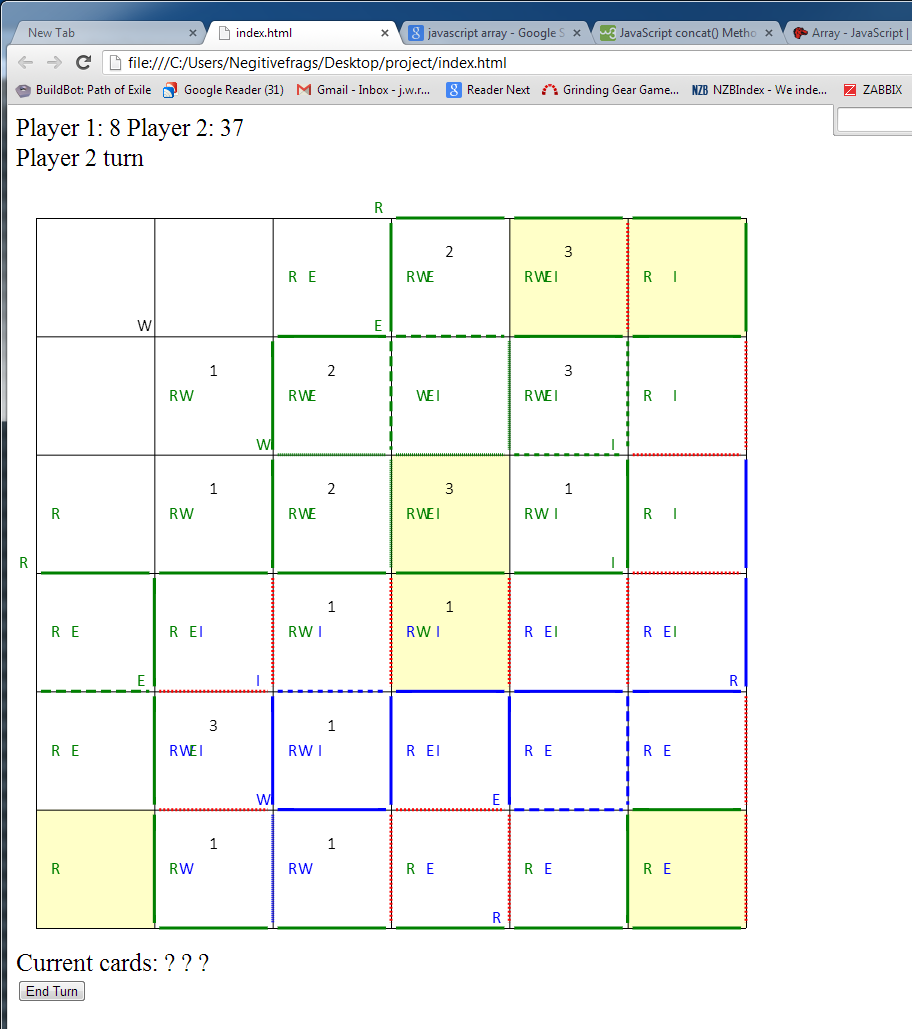 New Tab × index.html × javascript array - Google S × JavaScript concat() Metho × Array - JavaScript |
file:///C:/Users/Negitivefrags/Desktop/project/index.html
BuildBot: Path of Exile Google Reader (31) Gmail - Inbox - j.w.r... Reader Next Grinding Gear Game... NZB NZBIndex - We inde... ZABBIX
Player 1: 8 Player 2: 37
Player 2 turn
R
2 3
R E RWE RWEI R I
W E
1 2 3
RW RWE WEI RWEI R I
W I
1 2 3 1
R RW RWE RWEI RW I R I
R I
1 1
R E R EI RW I RW I R EI R EI
E I R
3 1
R E RWEI RW I R EI R E R E
W E
1 1
R RW RW R E R E R E
R
Current cards: ? ? ?
End Turn